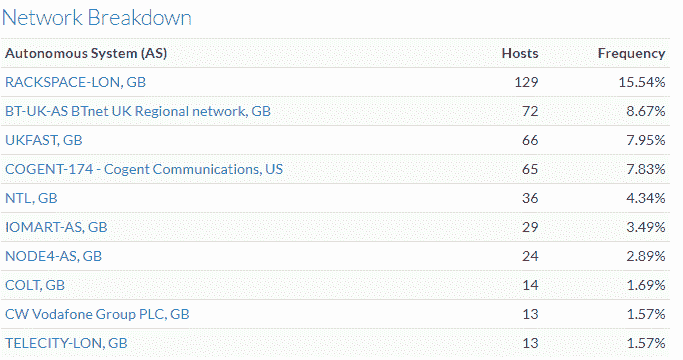 Network Breakdown
Autonomous System (AS) Hosts Frequency
RACKSPACE-LON, GB 129 15.54%
BT-UK-AS BTnet UK Regional network, GB 72 8.67%
UKFAST, GB 66 7.95%
COGENT-174 - Cogent Communications, US 65 7.83%
NTL, GB 36 4.34%
IOMART-AS, GB 29 3.49%
NODE4-AS, GB 24 2.89%
COLT, GB 14 1.69%
CW Vodafone Group PLC, GB 13 1.57%
TELECITY-LON, GB 13 1.57%